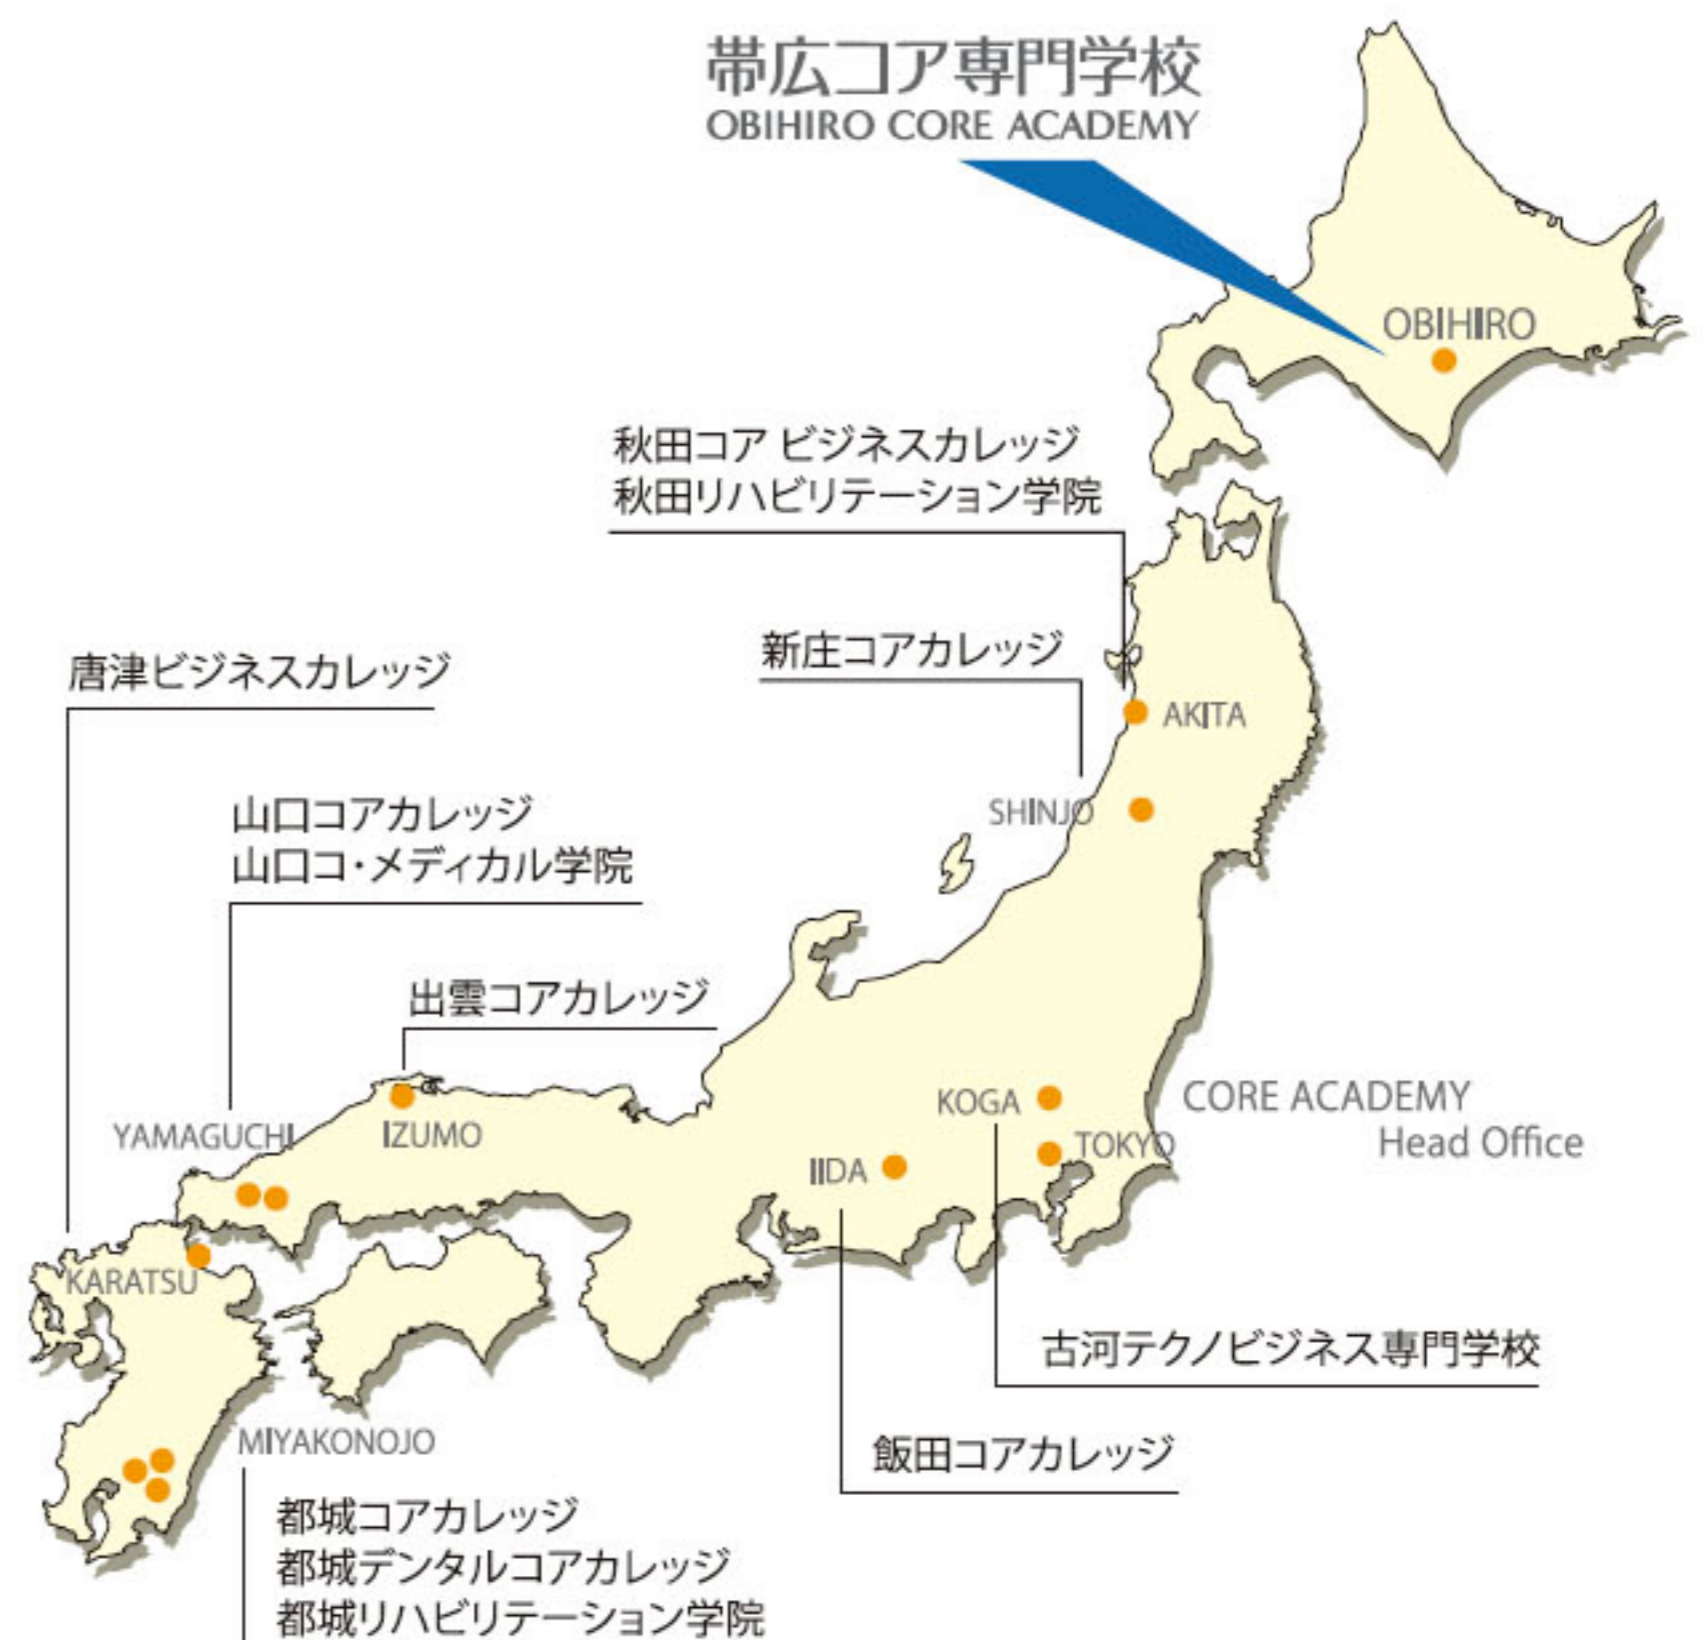 帯広コア専門学校
OBIHIRO CORE ACADEMY
OBIHIRO
秋田コア ビジネスカレッジ
秋田リハビリテーション学院
新庄コアカレッジ
唐津ビジネスカレッジ
AKITA
SHINJO
山口コアカレッジ
山口コ・メディカル学院
出雲コアカレッジ
KOGA
CORE ACADEMY
Head Office
YAMAGUCHI
IZUMO
TOKYO
IIDA
KARATSU
古河テクノビジネス専門学校
MIYAKONOJO
飯田コアカレッジ
都城コアカレッジ
都城デンタルコアカレッジ
都城リハビリテーション学院